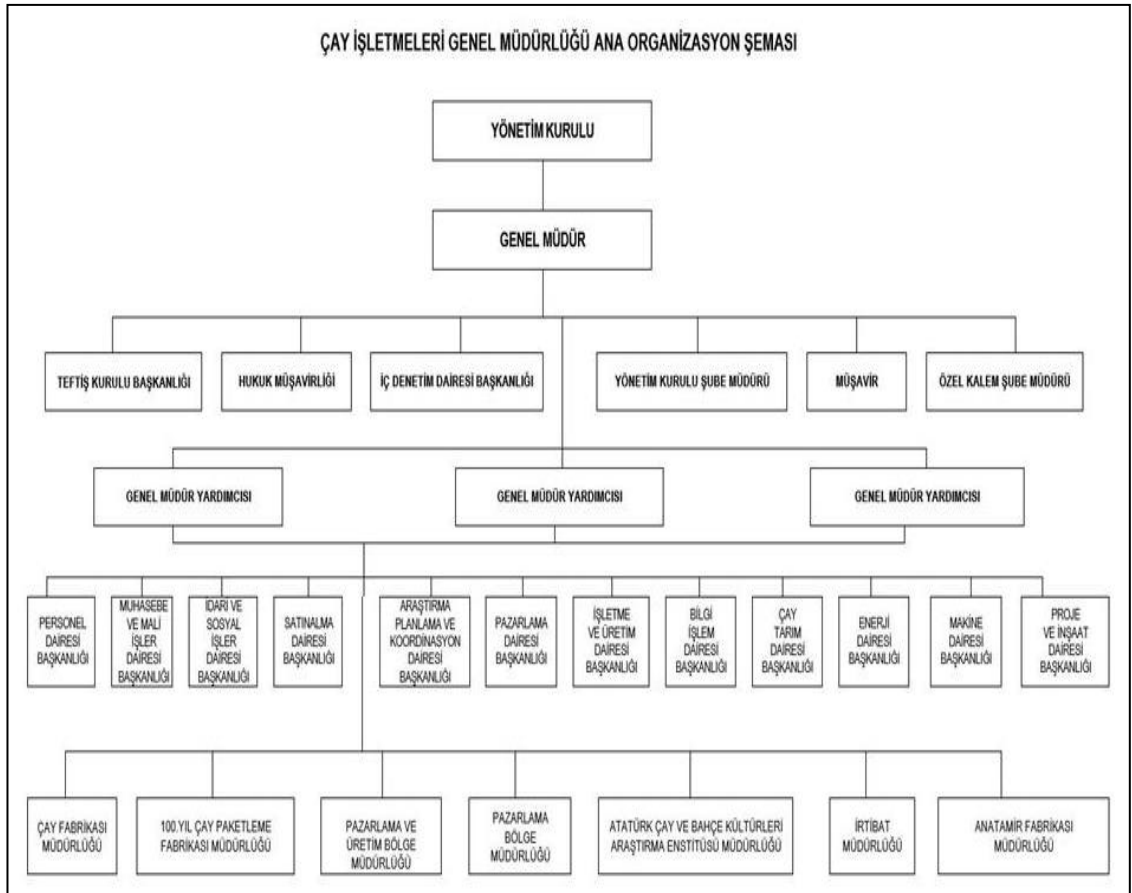 ÇAY İŞLETMELERİ GENEL MÜDÜRLÜĞÜ ANA ORGANİZASYON ŞEMASI
YÖNETİM KURULU
GENEL MÜDÜR
TEFTİŞ KURULU BAŞKANLIĞI
HUKUK MÜŞAVİRLİĞİ
İÇ DENETİM DAİRESİ BAŞKANLIĞI
YÖNETİM KURULU ŞUBE MÜDÜRÜ
MÜŞAVİR
ÖZEL KALEM ŞUBE MÜDÜRÜ
GENEL MÜDÜR YARDIMCISI
GENEL MÜDÜR YARDIMCISI
GENEL MÜDÜR YARDIMCISI
PERSONEL
DAİRESİ
BAŞKANLIĞI
MUHASEBE
VE MALİ
İŞLER
DAİRESİ
BAŞKANLIĞI
İDARİ VE
SOSYAL
İŞLER
DAİRESİ
BAŞKANLIĞI
SATINALMA
DAİRESİ
BAŞKANLIĞI
ARAŞTIRMA
PLANLAMA VE
KOORDİNASYON
DAİRESİ
BAŞKANLIĞI
PAZARLAMA
DAİRESİ
BAŞKANLIĞI
İŞLETME
VE ÜRETİM
DAİRESİ
BAŞKANLIĞI
BİLGİ
İŞLEM
DAİRESİ
BAŞKANLIĞI
ÇAY
TARIM
DAİRESİ
BAŞKANLIĞI
ENERJİ
DAİRESİ
BAŞKANLIĞI
MAKİNE
DAİRESİ
BAŞKANLIĞI
PROJE
VE İNŞAAT
DAİRESİ
BAŞKANLIĞI
ÇAY FABRİKASI
MÜDÜRLÜĞÜ
100.YIL ÇAY PAKETLEME
FABRİKASI MÜDÜRLÜĞÜ
PAZARLAMA VE
ÜRETİM BÖLGE
MÜDÜRLÜĞÜ
PAZARLAMA
BÖLGE
MÜDÜRLÜĞÜ
ATATÜRK ÇAY VE BAHÇE KÜLTÜRLERİ
ARAŞTIRMA ENSTİTÜSÜ MÜDÜRLÜĞÜ
İRTİBAT
MÜDÜRLÜĞÜ
ANATAMİR FABRİKASI
MÜDÜRLÜĞÜ